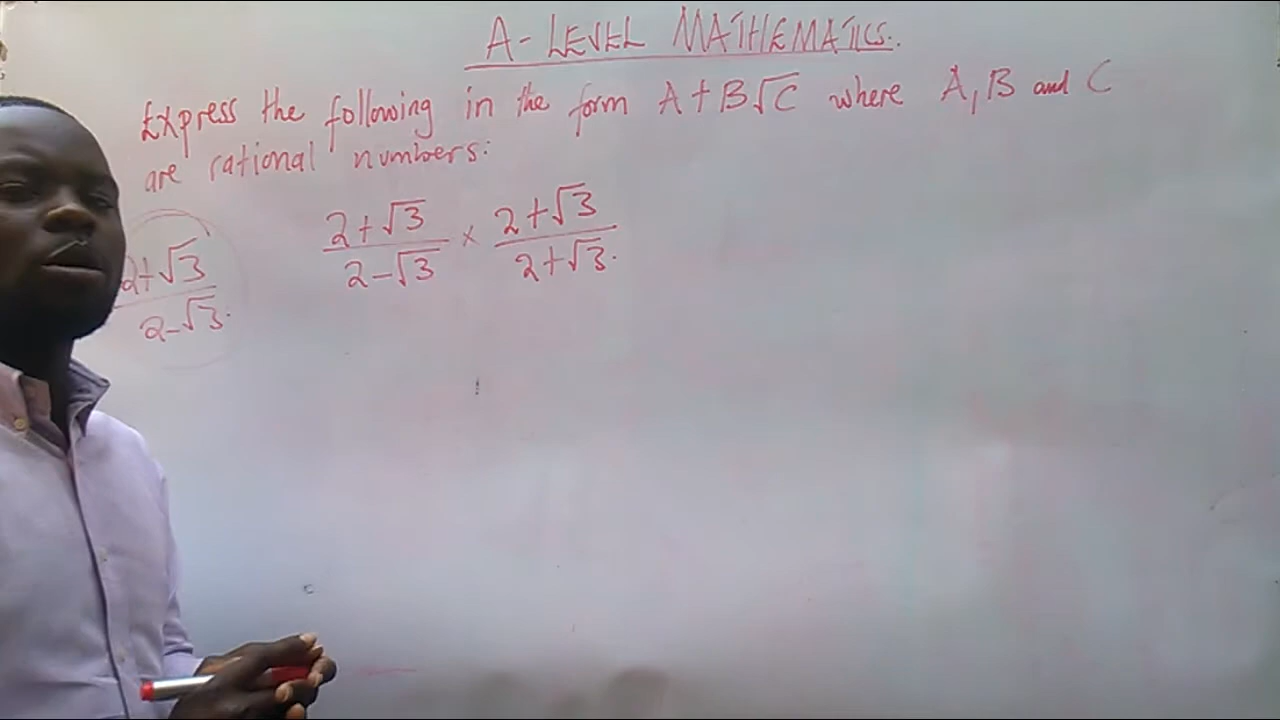 A- LEVEL MATHEMATICS.
Express the following in the form A+B√C where A, B and C
are rational numbers:
2+√3 / 2-√3 × 2+√3 / 2+√3.
2+√3 / 2-√3.